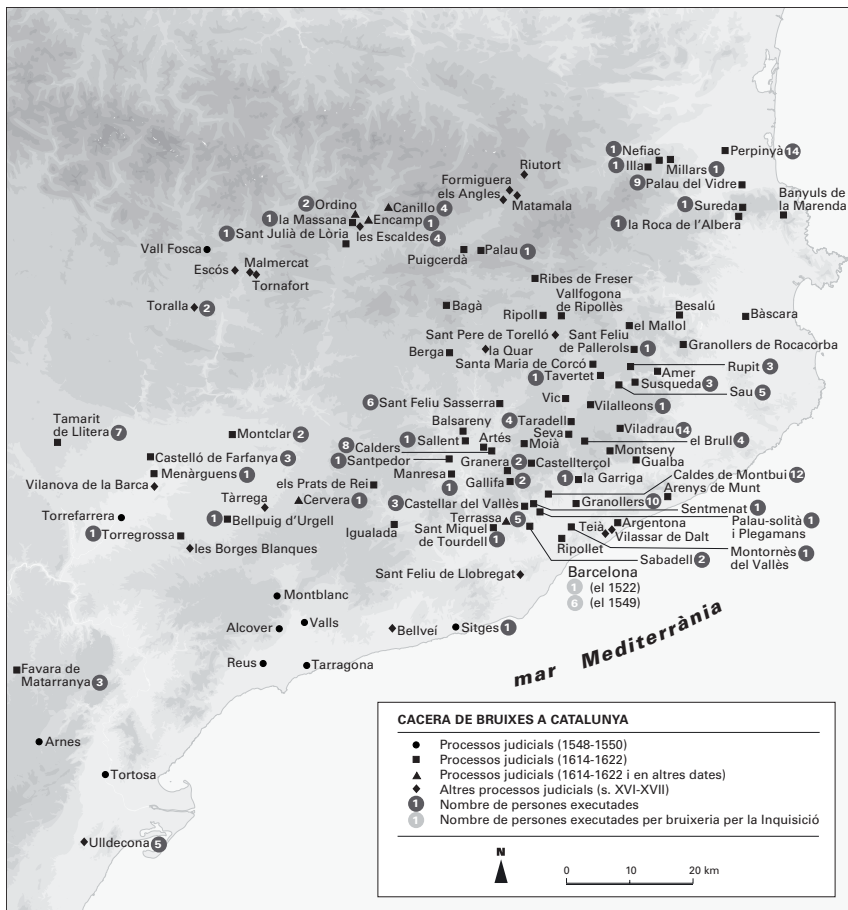 Nefiac 1
Perpinyà 14
Illa 1
Millars 1
Riutort
Formiguera
els Angles
Matamala
Palau del Vidre 9
Banyuls de
la Marenda
Sureda 1
la Roca de l'Albera 1
Ordino 2
Canillo 4
la Massana 1
Encamp 1
Sant Julià de Lòria 1
les Escaldes 4
Vall Fosca
Puigcerdà
Palau 1
Escós
Malmercat
Tornafort
Toralla 2
Ribes de Freser
Bagà
Vallfogona
de Ripollès
Ripoll
Besalú
Bàscara
el Mallol
Sant Pere de Torelló
Sant Feliu
de Pallerols 1
Granollers de Rocacorba
Berga
la Quar
Santa Maria de Corcó
Tavertet 1
Rupit 3
Amer
Susqueda 3
Sau 5
Sant Feliu Sasserra 6
Vic
Vilalleons 1
Taradell 4
Viladrau 14
Tamarit
de Llitera 7
Montclar 2
Balsareny
Sallent 1
Artés
Seva
Moià
el Brull 4
Calders 8
Santpedor 1
Montseny
Gualba
Castelló de Farfanya 3
Menàrguens 1
Granera 2
Castellterçol
Vilanova de la Barca
els Prats de Rei
Manresa
1
Gallifa 2
la Garriga 1
Caldes de Montbui 12
Arenys de Munt
Tàrrega
Cervera 1
Castellar del Vallès 3
Granollers 10
Sentmenat 1
Torrefarrera
Bellpuig d'Urgell 1
Terrassa 5
Teià
Argentona
Palau-solità 1
i Plegamans
Torregrossa 1
les Borges Blanques
Igualada
Sant Miquel
de Tourdell 1
Vilassar de Dalt
Ripollet
Montornès 1
del Vallès
Sabadell 2
Sant Feliu de Llobregat
Barcelona
1 (el 1522)
6 (el 1549)
Montblanc
Alcover
Valls
Bellveí
Sitges 1
mar Mediterrània
Reus
Tarragona
Favara de
Matarranya 3
Arnes
Tortosa
Ulldecona 5
CACERA DE BRUIXES A CATALUNYA
Processos judicials (1548-1550)
Processos judicials (1614-1622)
Processos judicials (1614-1622 i en altres dates)
Altres processos judicials (s. XVI-XVII)
1 Nombre de persones executades
1 Nombre de persones executades per bruixeria per la Inquisició
N
0 10 20 km